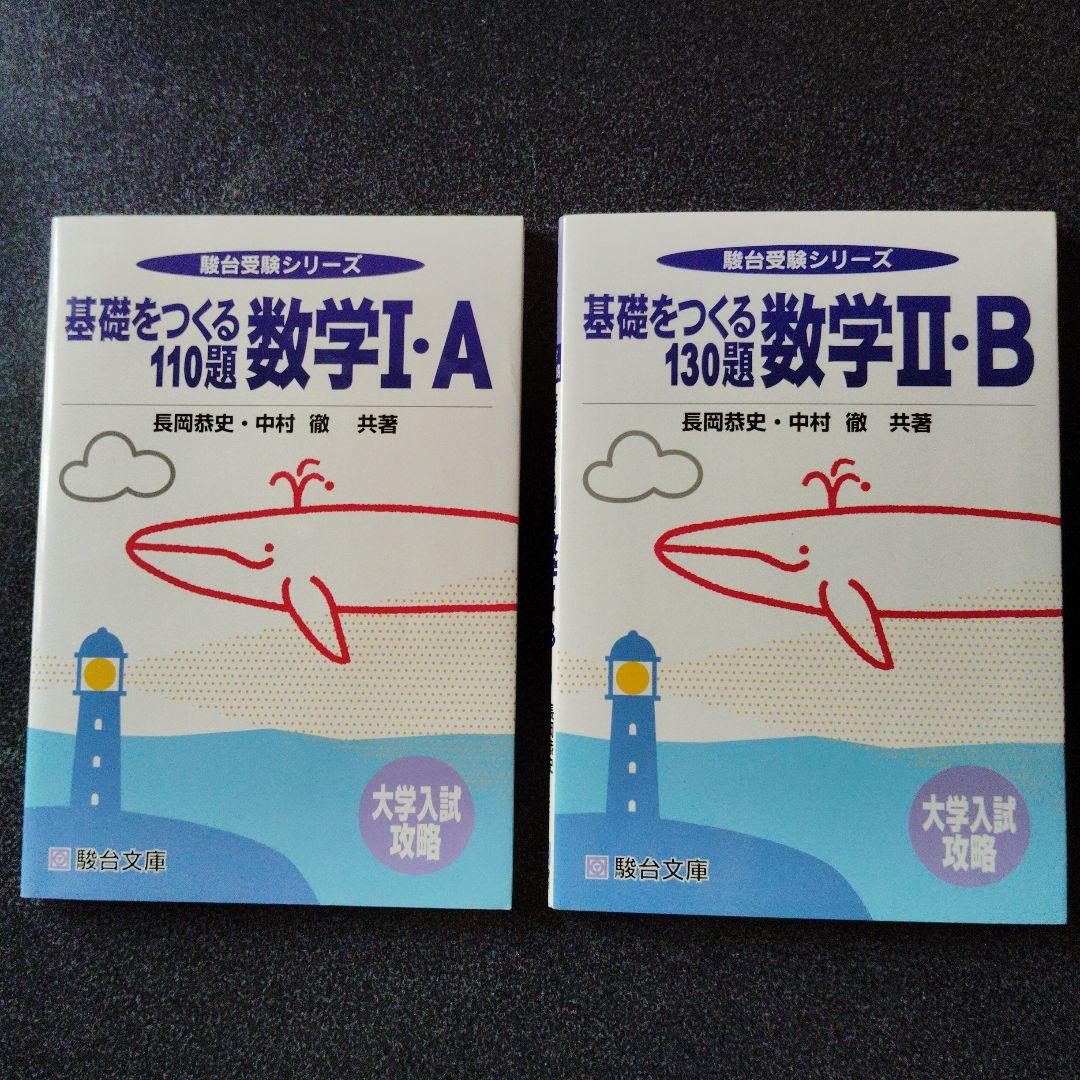 駿台受験シリーズ
基礎をつくる
110題
数学Ⅰ・A
長岡恭史・中村 徹 共著
大学入試
攻略
駿台文庫
駿台受験シリーズ
基礎をつくる
130題
数学Ⅱ・B
長岡恭史・中村 徹 共著
大学入試
攻略
駿台文庫